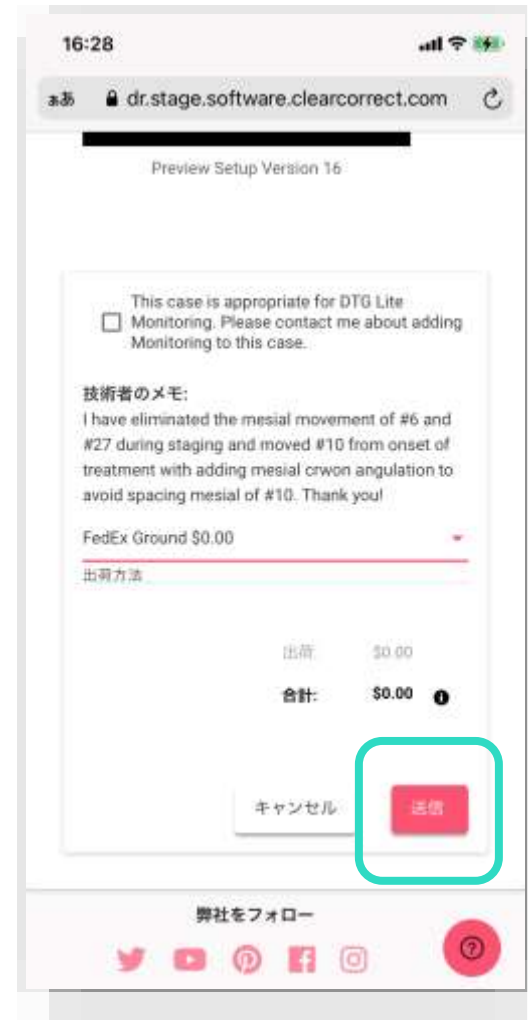 16:28
ぁあ dr.stage.software.clearcorrect.com
Preview Setup Version 16
This case is appropriate for DTG Lite
Monitoring. Please contact me about adding
Monitoring to this case.
技術者のメモ:
I have eliminated the mesial movement of #6 and
#27 during staging and moved #10 from onset of
treatment with adding mesial crwon angulation to
avoid spacing mesial of #10. Thank you!
FedEx Ground $0.00
出荷方法
出荷: $0.00
合計: $0.00
キャンセル 送信
弊社をフォロー